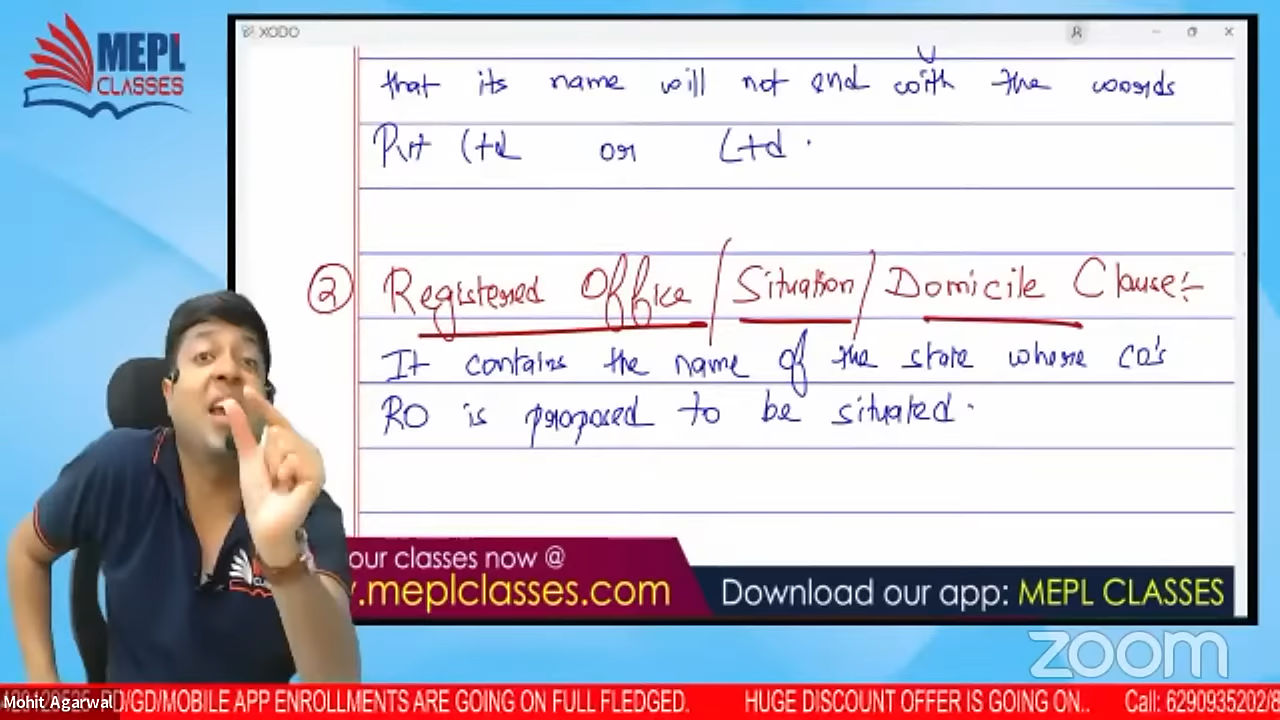 MEPL
CLASSES
XODO
that its name will not end with the words
Pvt Ltd or Ltd.
② Registered Office / Situation / Domicile Clause:-
It contains the name of the state where co's
RO is proposed to be situated.
our classes now @
.meplclasses.com
Download our app: MEPL CLASSES
zoom
Mohit Agarwal
D/GD/MOBILE APP ENROLLMENTS ARE GOING ON FULL FLEDGED. HUGE DISCOUNT OFFER IS GOING ON.. Call: 6290935202/8